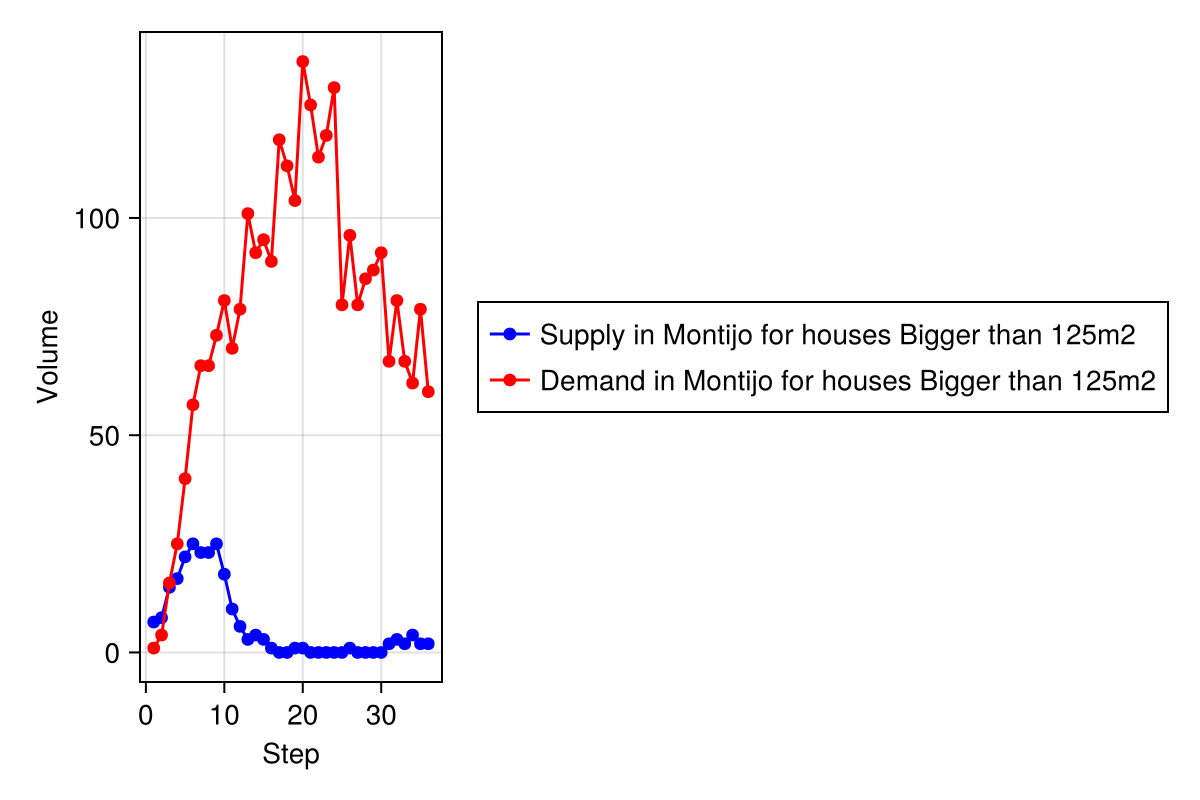 100
50
0
Volume
0 10 20 30
Step
Supply in Montijo for houses Bigger than 125m2
Demand in Montijo for houses Bigger than 125m2